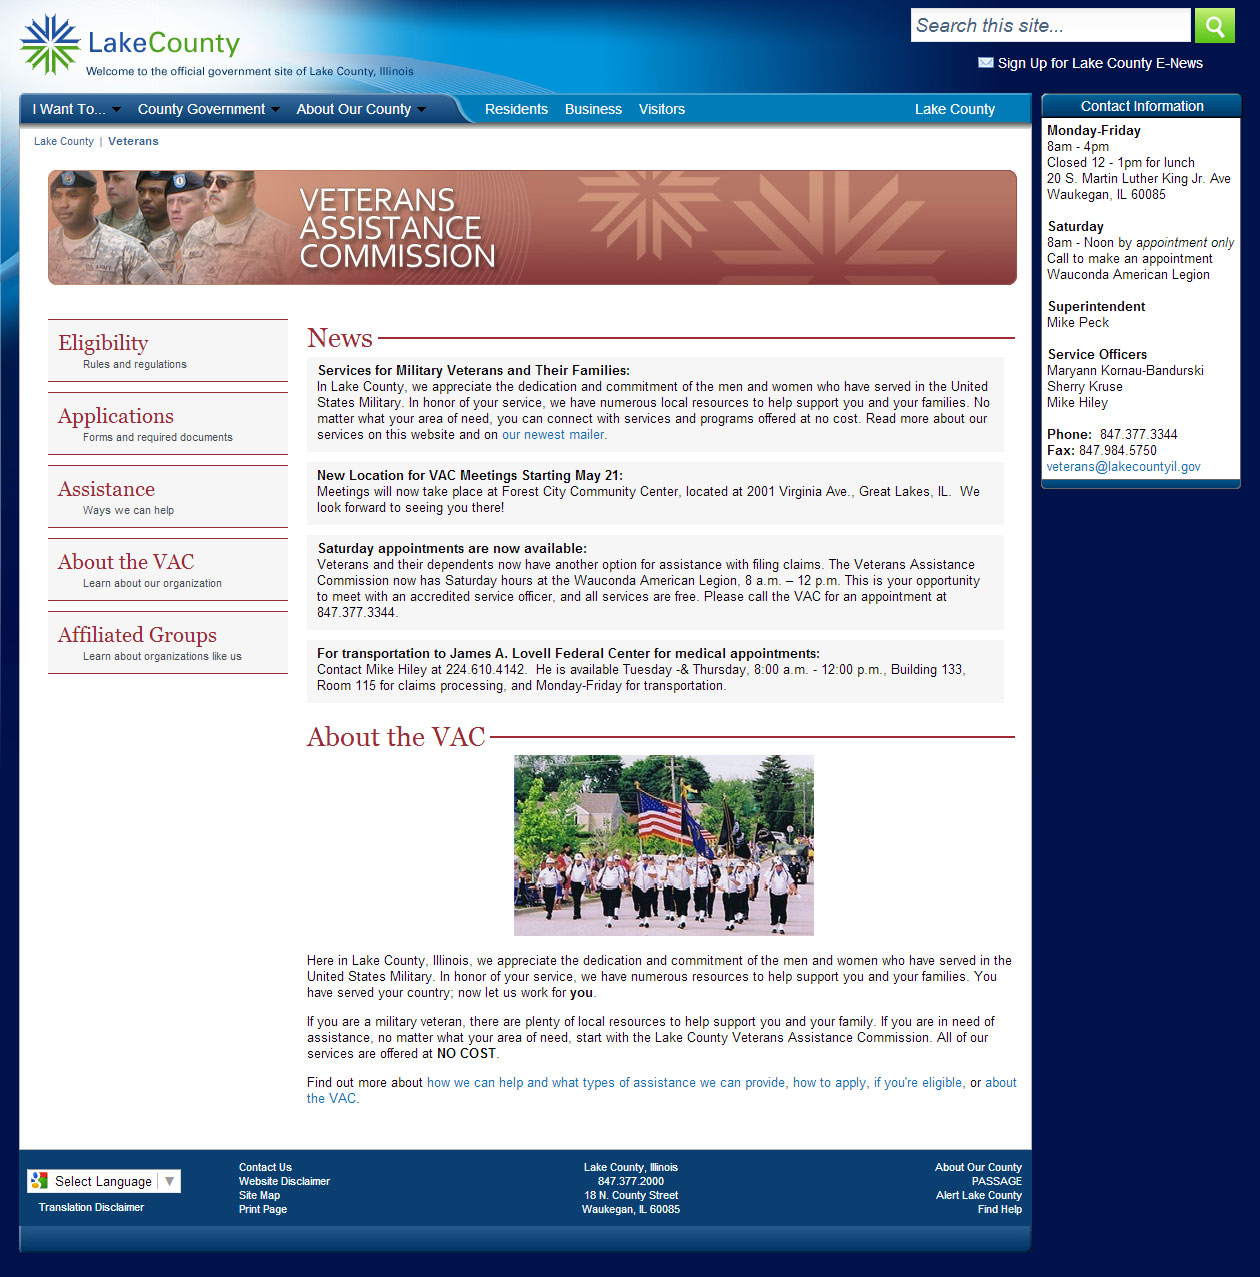 LakeCounty
Welcome to the official government site of Lake County, Illinois
Search this site...
Sign Up for Lake County E-News
I Want To...
County Government
About Our County
Residents
Business
Visitors
Lake County
Lake County | Veterans
VETERANS
ASSISTANCE
COMMISSION
Eligibility
Rules and regulations
Applications
Forms and required documents
Assistance
Ways we can help
About the VAC
Learn about our organization
Affiliated Groups
Learn about organizations like us
News
Services for Military Veterans and Their Families:
In Lake County, we appreciate the dedication and commitment of the men and women who have served in the United
States Military. In honor of your service, we have numerous local resources to help support you and your families. No
matter what your area of need, you can connect with services and programs offered at no cost. Read more about our
services on this website and on our newest mailer.
New Location for VAC Meetings Starting May 21:
Meetings will now take place at Forest City Community Center, located at 2001 Virginia Ave., Great Lakes, IL. We
look forward to seeing you there!
Saturday appointments are now available:
Veterans and their dependents now have another option for assistance with filing claims. The Veterans Assistance
Commission now has Saturday hours at the Wauconda American Legion, 8 a.m. – 12 p.m. This is your opportunity
to meet with an accredited service officer, and all services are free. Please call the VAC for an appointment at
847.377.3344.
For transportation to James A. Lovell Federal Center for medical appointments:
Contact Mike Hiley at 224.610.4142. He is available Tuesday -& Thursday, 8:00 a.m. - 12:00 p.m., Building 133,
Room 115 for claims processing, and Monday-Friday for transportation.
About the VAC
Here in Lake County, Illinois, we appreciate the dedication and commitment of the men and women who have served in the
United States Military. In honor of your service, we have numerous resources to help support you and your families. You
have served your country; now let us work for you.
If you are a military veteran, there are plenty of local resources to help support you and your family. If you are in need of
assistance, no matter what your area of need, start with the Lake County Veterans Assistance Commission. All of our
services are offered at NO COST.
Find out more about how we can help and what types of assistance we can provide, how to apply, if you're eligible, or about
the VAC.
Contact Information
Monday-Friday
8am - 4pm
Closed 12 - 1pm for lunch
20 S. Martin Luther King Jr. Ave
Waukegan, IL 60085
Saturday
8am - Noon by appointment only
Call to make an appointment
Wauconda American Legion
Superintendent
Mike Peck
Service Officers
Maryann Kornau-Bandurski
Sherry Kruse
Mike Hiley
Phone: 847.377.3344
Fax: 847.984.5750
veterans@lakecountyil.gov
Select Language
Translation Disclaimer
Contact Us
Website Disclaimer
Site Map
Print Page
Lake County, Illinois
847.377.2000
18 N. County Street
Waukegan, IL 60085
About Our County
PASSAGE
Alert Lake County
Find Help